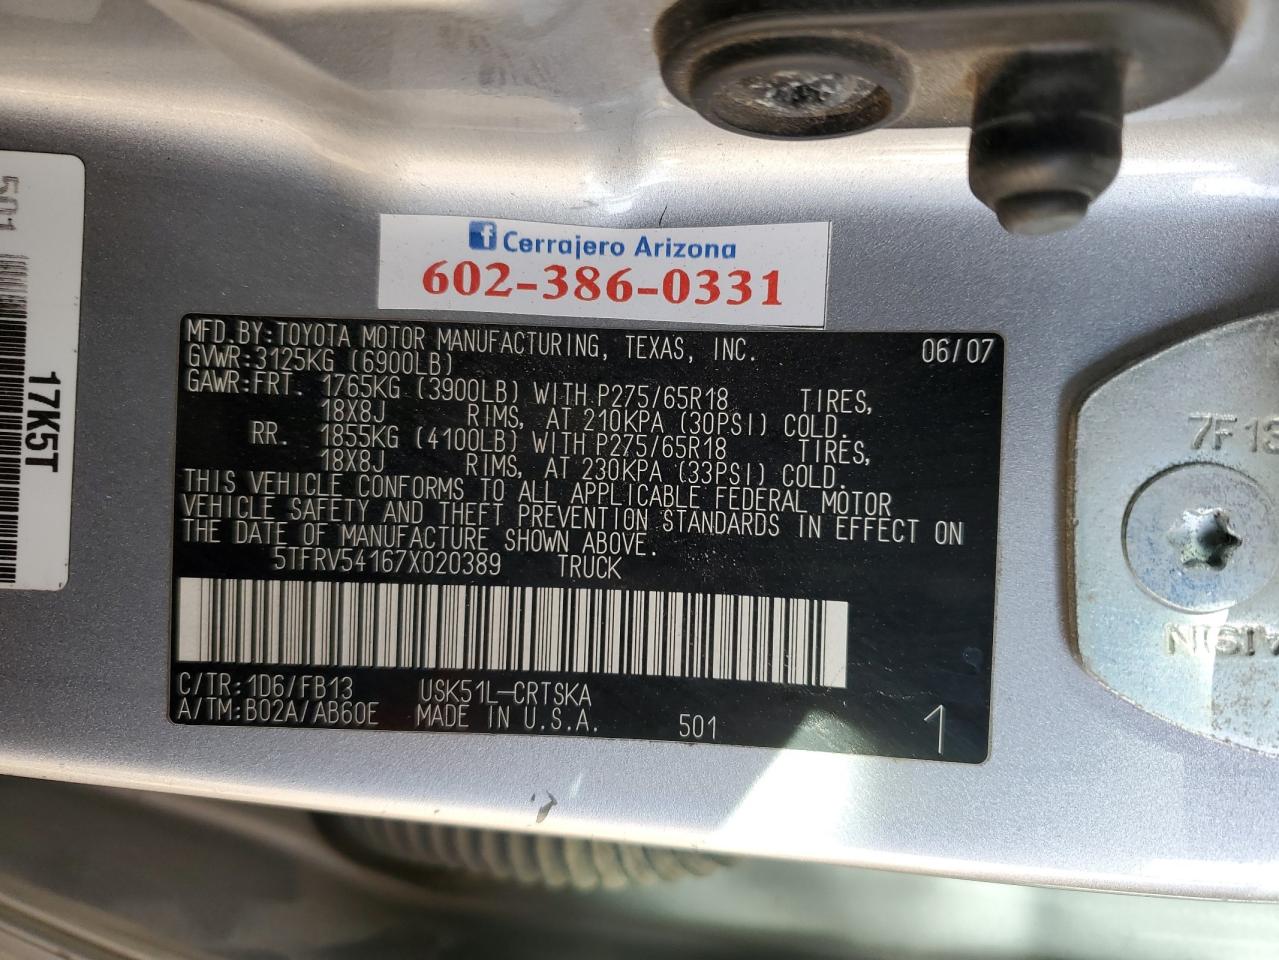 501
17K5T
Cerrajero Arizona
602-386-0331
MFD.BY:TOYOTA MOTOR MANUFACTURING, TEXAS, INC. 06/07
GVWR:3125KG (6900LB)
GAWR:FRT. 1765KG (3900LB) WITH P275/65R18 TIRES,
18X8J RIMS, AT 210KPA (30PSI) COLD.
RR. 1855KG (4100LB) WITH P275/65R18 TIRES,
18X8J RIMS, AT 230KPA (33PSI) COLD.
THIS VEHICLE CONFORMS TO ALL APPLICABLE FEDERAL MOTOR
VEHICLE SAFETY AND THEFT PREVENTION STANDARDS IN EFFECT ON
THE DATE OF MANUFACTURE SHOWN ABOVE.
5TFRV54167X020389 TRUCK
C/TR:1D6/FB13 USK51L-CRTSKA
A/TM:B02A/AB60E MADE IN U.S.A. 501 1